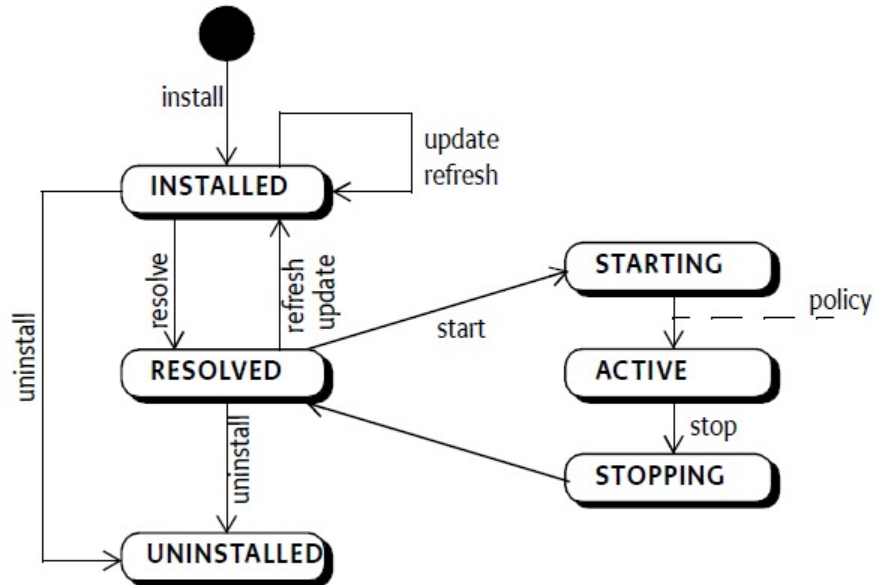 install
update
refresh
INSTALLED
resolve
refresh
update
uninstall
STARTING
policy
start
RESOLVED
ACTIVE
stop
uninstall
STOPPING
UNINSTALLED